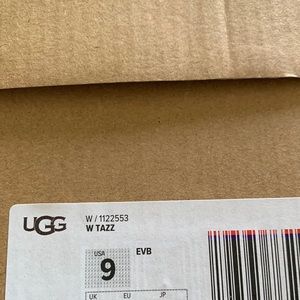 UGG
W / 1122553
W TAZZ
USA
9
EVB
UK
EU
JP